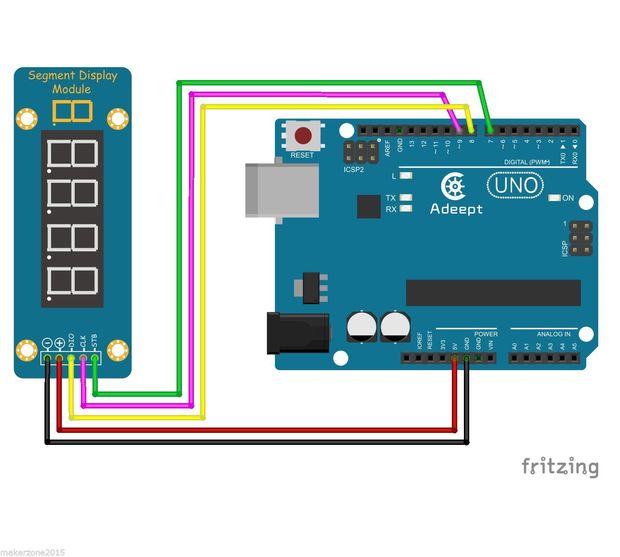 Segment Display
Module
DIO
CLK
STB
RESET
ICSP2
AREF
GND
13
12
~11
~10
~9
8
7
~6
~5
4
~3
2
TX0 ▶ 1
RX0 ◀ 0
DIGITAL (PWM~)
L
TX
RX
Adeept
UNO
ON
1
ICSP
IOREF
RESET
3V3
5V
GND
GND
VIN
POWER
ANALOG IN
A0
A1
A2
A3
A4
A5
fritzing
makerzone2015